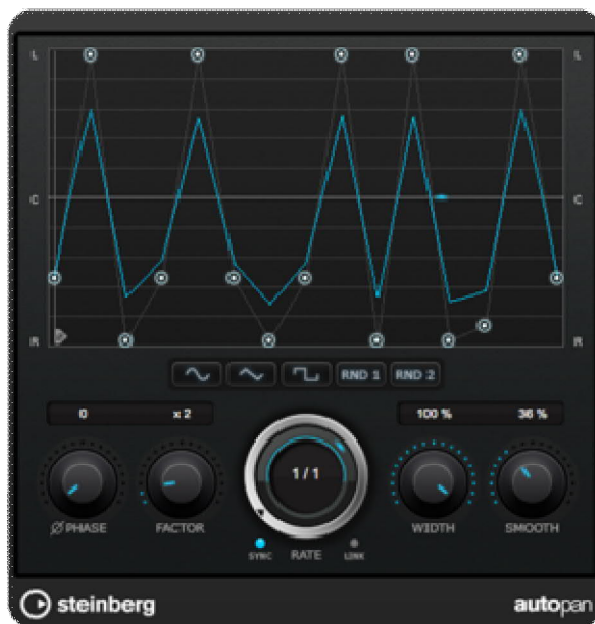 L L
C C
R R
RND 1 RND 2
0 x 2 100 % 36 %
1 / 1
Ø PHASE FACTOR WIDTH SMOOTH
SYNC RATE LINK
steinberg autopan